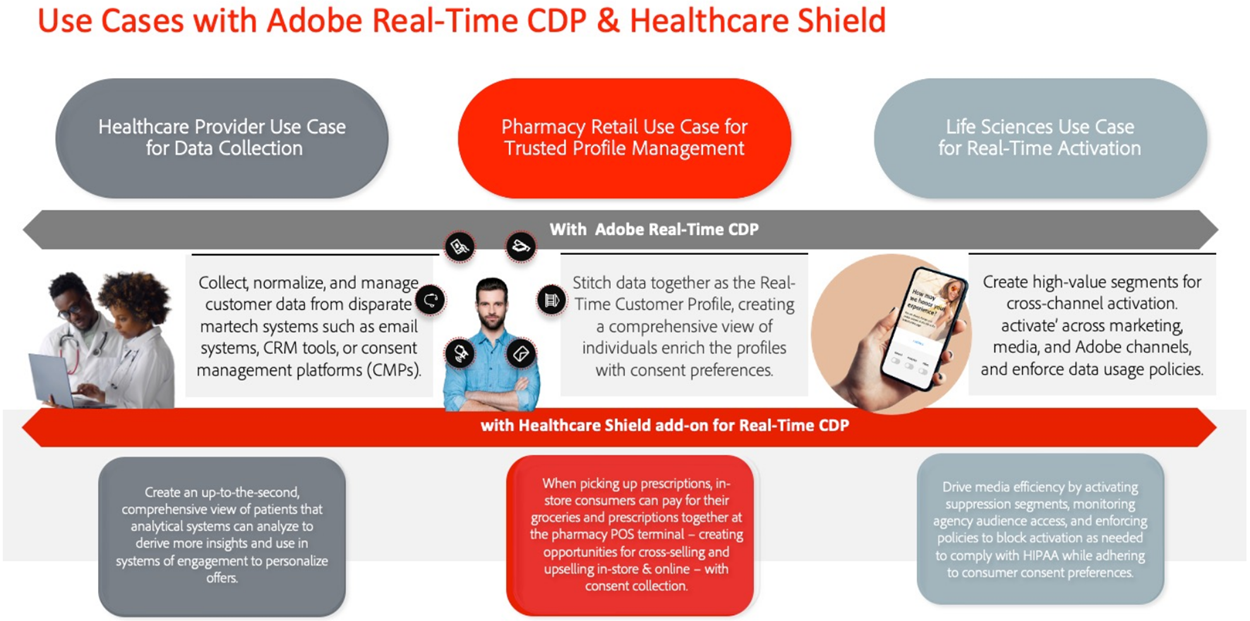 Use Cases with Adobe Real-Time CDP & Healthcare Shield
Healthcare Provider Use Case
for Data Collection
Pharmacy Retail Use Case for
Trusted Profile Management
Life Sciences Use Case
for Real-Time Activation
With Adobe Real-Time CDP
Collect, normalize, and manage
customer data from disparate
martech systems such as email
systems, CRM tools, or consent
management platforms (CMPs).
Stitch data together as the Real-
Time Customer Profile, creating
a comprehensive view of
individuals enrich the profiles
with consent preferences.
How may
we honor your
experience?
Create high-value segments for
cross-channel activation.
activate' across marketing,
media, and Adobe channels,
and enforce data usage policies.
with Healthcare Shield add-on for Real-Time CDP
Create an up-to-the-second,
comprehensive view of patients that
analytical systems can analyze to
derive more insights and use in
systems of engagement to personalize
offers.
When picking up prescriptions, in-
store consumers can pay for their
groceries and prescriptions together at
the pharmacy POS terminal – creating
opportunities for cross-selling and
upselling in-store & online – with
consent collection.
Drive media efficiency by activating
suppression segments, monitoring
agency audience access, and enforcing
policies to block activation as needed
to comply with HIPAA while adhering
to consumer consent preferences.